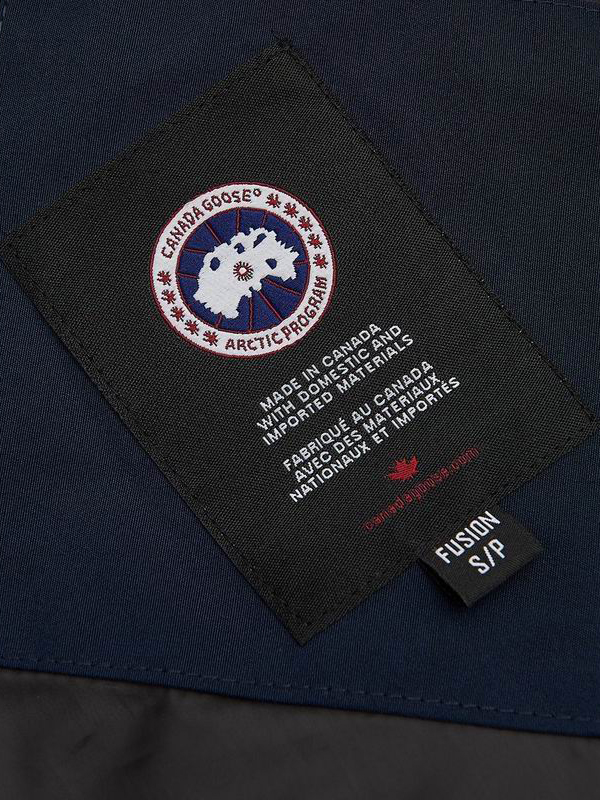 CANADA GOOSE®
ARCTIC PROGRAM
MADE IN CANADA
WITH DOMESTIC AND
IMPORTED MATERIALS
FABRIQUÉ AU CANADA
AVEC DES MATERIAUX
NATIONAUX ET IMPORTÉS
canadagoose.com
FUSION
S/P